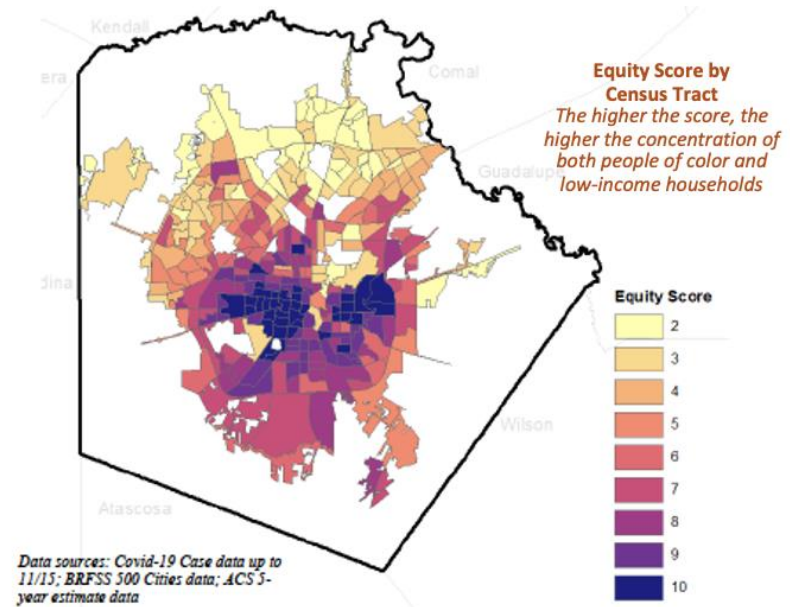 Kendall
era
Comal
Equity Score by
Census Tract
The higher the score, the
higher the concentration of
both people of color and
low-income households
Guadalupe
dina
Equity Score
2
3
4
5
6
7
8
9
10
Wilson
Atascosa
Data sources: Covid-19 Case data up to
11/15; BRFSS 500 Cities data; ACS 5-
year estimate data